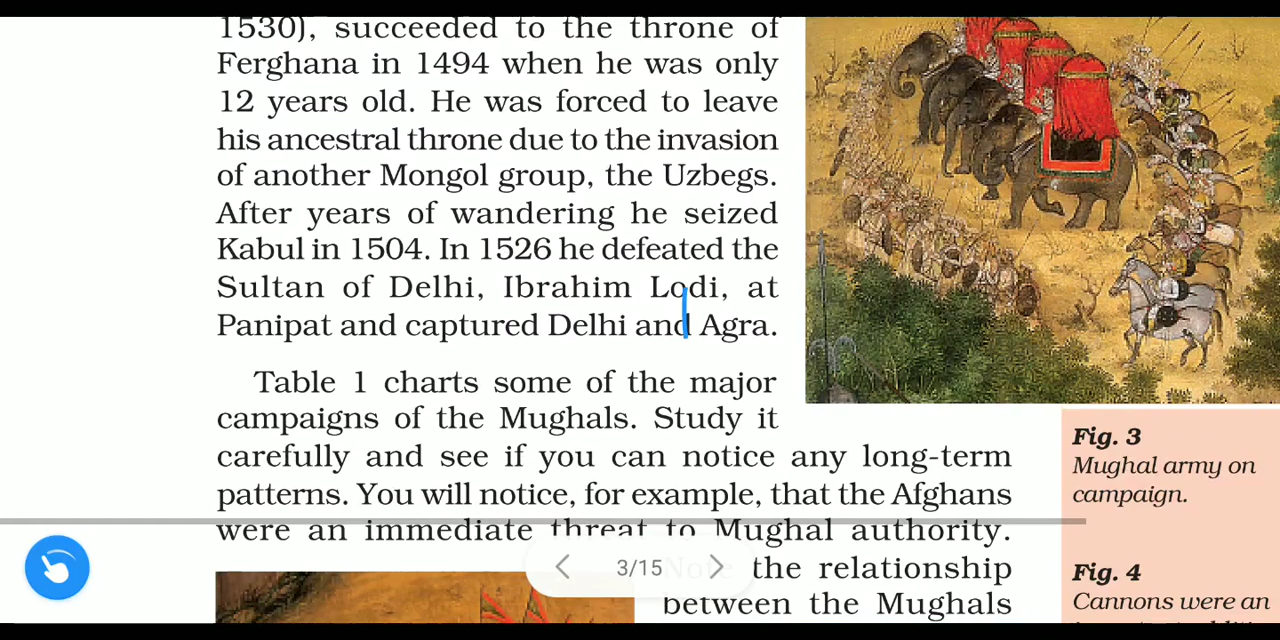 1530), succeeded to the throne of
Ferghana in 1494 when he was only
12 years old. He was forced to leave
his ancestral throne due to the invasion
of another Mongol group, the Uzbegs.
After years of wandering he seized
Kabul in 1504. In 1526 he defeated the
Sultan of Delhi, Ibrahim Lodi, at
Panipat and captured Delhi and Agra.
Table 1 charts some of the major
campaigns of the Mughals. Study it
carefully and see if you can notice any long-term
patterns. You will notice, for example, that the Afghans
were an immediate threat to Mughal authority.
Note the relationship
between the Mughals
Fig. 3
Mughal army on
campaign.
Fig. 4
Cannons were an
3/15